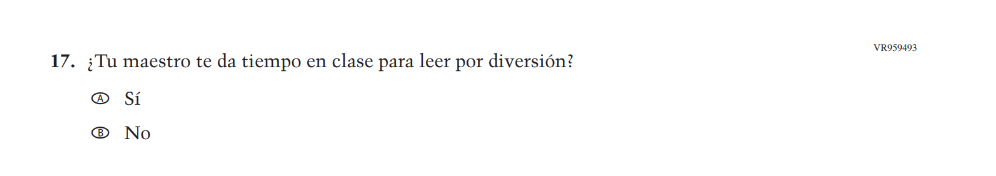 VR959493
17. ¿Tu maestro te da tiempo en clase para leer por diversión?
A Sí
B No